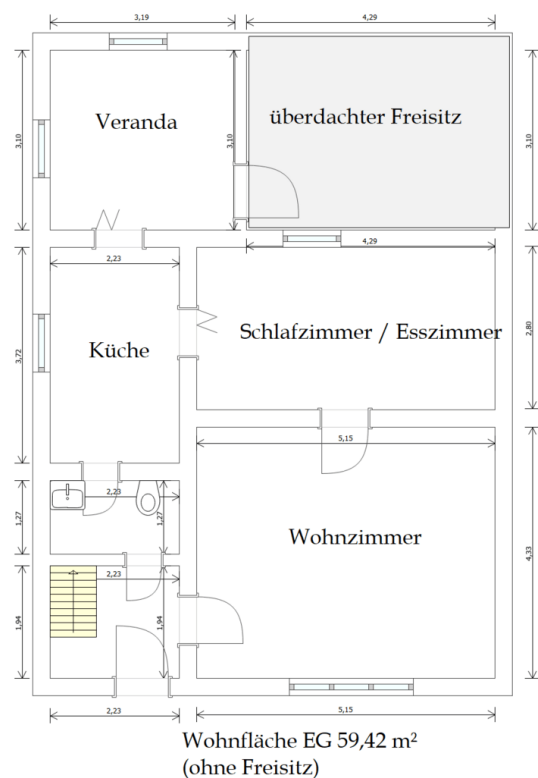 3,19
4,29
Veranda
überdachter Freisitz
3,10
3,10
3,10
4,29
2,23
Schlafzimmer / Esszimmer
2,80
Küche
3,72
5,15
2,23
1,27
1,27
Wohnzimmer
4,33
2,23
1,94
1,94
2,23
5,15
Wohnfläche EG 59,42 m²
(ohne Freisitz)